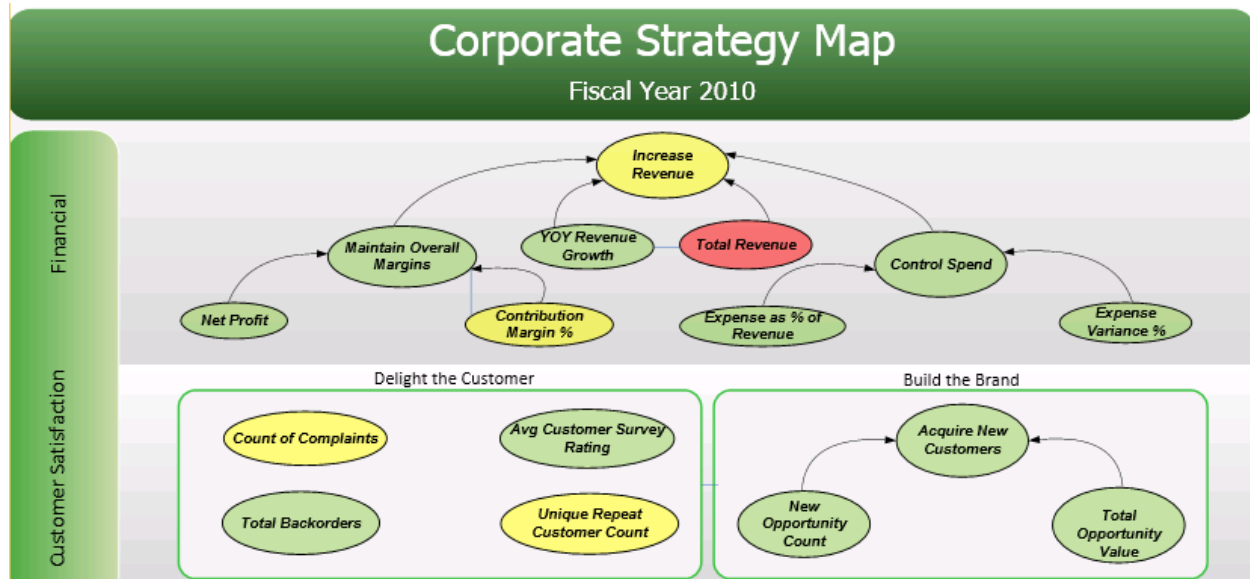 Corporate Strategy Map
Fiscal Year 2010
Financial
Increase
Revenue
Maintain Overall
Margins
YOY Revenue
Growth
Total Revenue
Control Spend
Net Profit
Contribution
Margin %
Expense as % of
Revenue
Expense
Variance %
Customer Satisfaction
Delight the Customer
Count of Complaints
Avg Customer Survey
Rating
Total Backorders
Unique Repeat
Customer Count
Build the Brand
Acquire New
Customers
New
Opportunity
Count
Total
Opportunity
Value